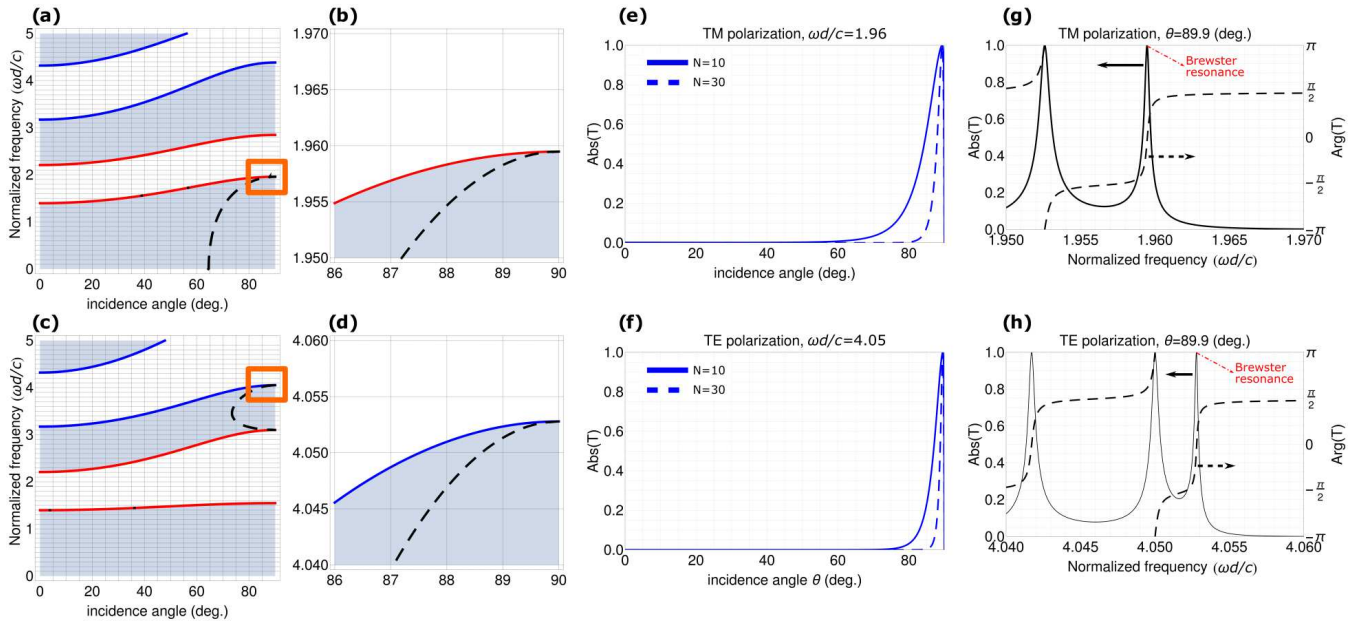 (a)
Normalized frequency (ωd/c)
5
4
3
2
1
0
0 20 40 60 80
incidence angle (deg.)
(b)
1.970
1.965
1.960
1.955
1.950
86 87 88 89 90
(e)
TM polarization, ωd/c=1.96
N=10
N=30
Abs(T)
1.0
0.8
0.6
0.4
0.2
0.0
0 20 40 60 80
incidence angle (deg.)
(g)
TM polarization, θ=89.9 (deg.)
Brewster
resonance
Abs(T)
1.0
0.8
0.6
0.4
0.2
0.0
1.950 1.955 1.960 1.965 1.970
Normalized frequency (ωd/c)
π
π/2
0
−π/2
−π
Arg(T)
(c)
Normalized frequency (ωd/c)
5
4
3
2
1
0
0 20 40 60 80
incidence angle (deg.)
(d)
4.060
4.055
4.050
4.045
4.040
86 87 88 89 90
(f)
TE polarization, ωd/c=4.05
N=10
N=30
Abs(T)
1.0
0.8
0.6
0.4
0.2
0.0
0 20 40 60 80
incidence angle θ (deg.)
(h)
TE polarization, θ=89.9 (deg.)
Brewster
resonance
Abs(T)
1.0
0.8
0.6
0.4
0.2
0.0
4.040 4.045 4.050 4.055 4.060
Normalized frequency (ωd/c)
π
π/2
0
−π/2
−π
Arg(T)